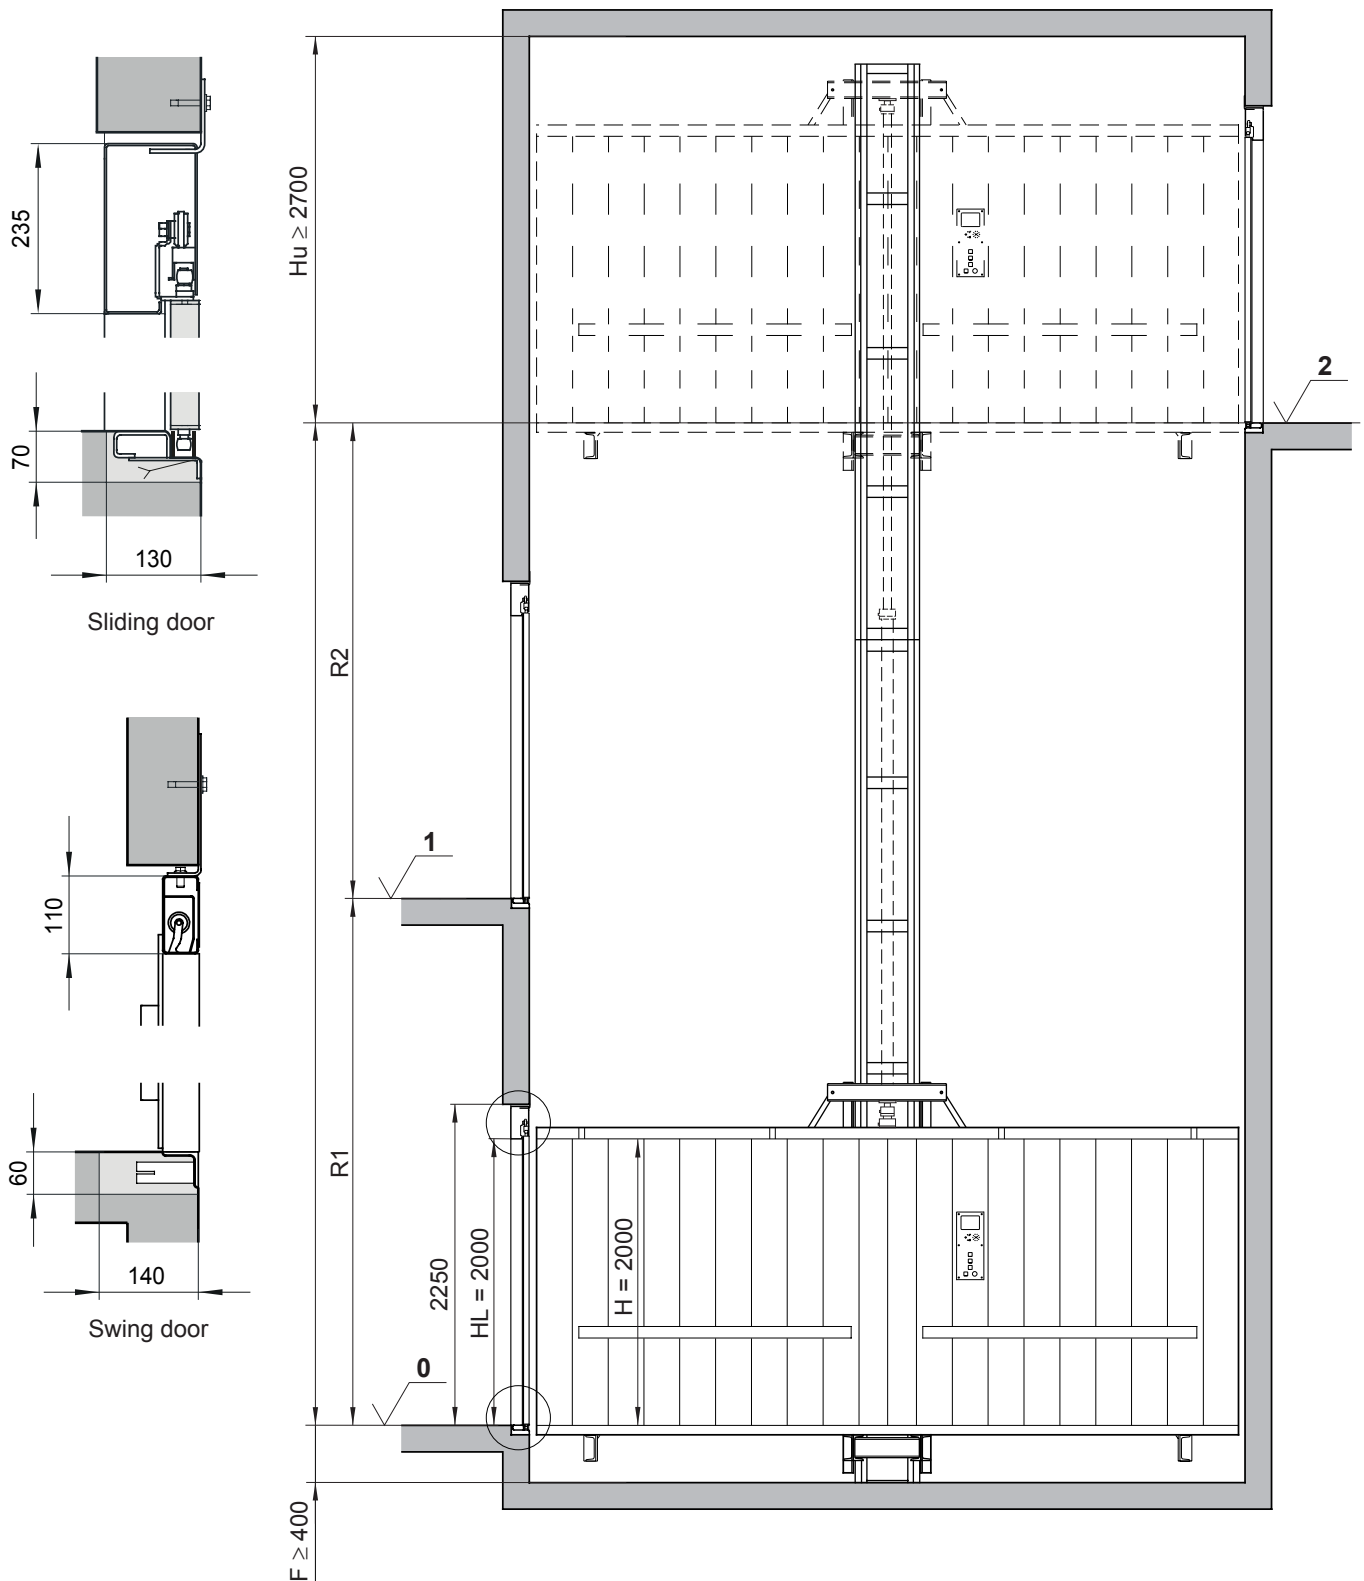 235
70
130
Sliding door
110
60
140
Swing door
Hu ≥ 2700
R2
R1
F ≥ 400
2
1
0
2250
HL = 2000
H = 2000